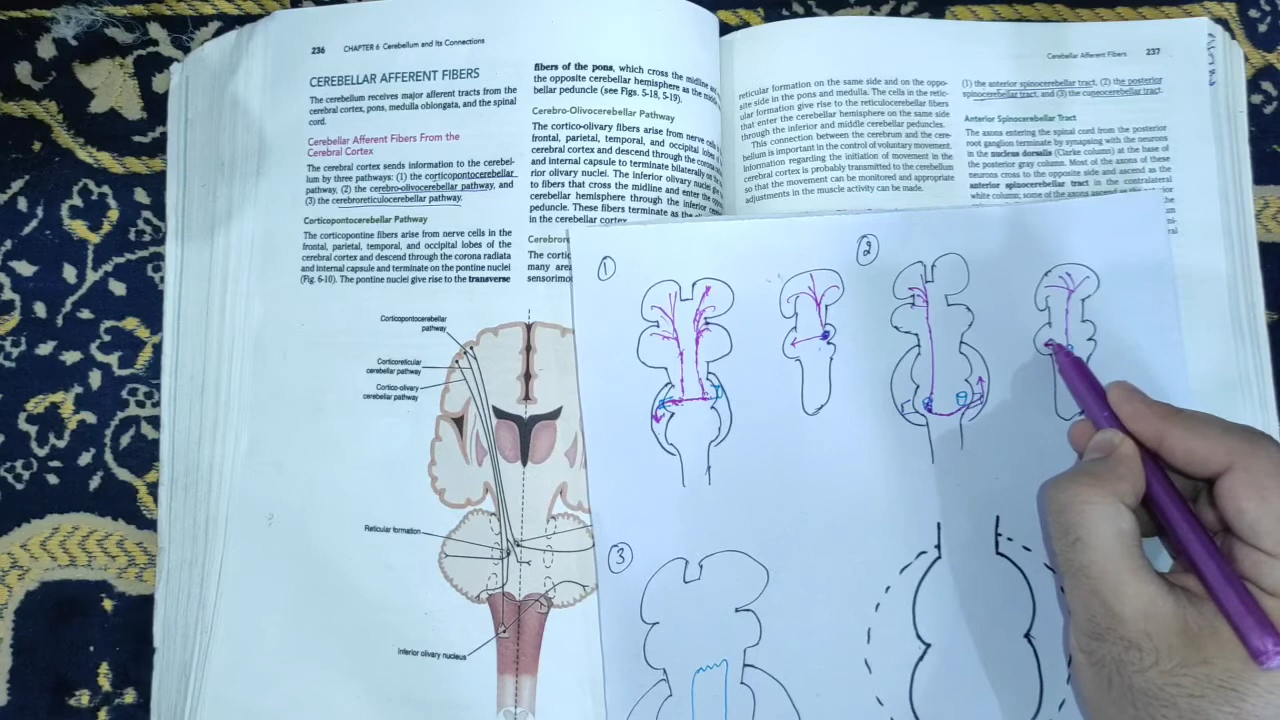 236 CHAPTER 6 Cerebellum and Its Connections
CEREBELLAR AFFERENT FIBERS
The cerebellum receives major aferent tracts from the
cerebral cortex, pons, medulla oblongata, and the spinal
cord.
Cerebellar Afferent Fibers From the
Cerebral Cortex
The cerebral cortex sends information to the cerebel-
lum by three pathways: (1) the corticopontocerebellar
pathway, (2) the cerebro-olivocerebellar pathway, and
(3) the cerebroreticulocerebellar pathway.
Corticopontocerebellar Pathway
The corticopontine fibers arise from nerve cells in the
frontal, parietal, temporal, and occipital lobes of the
cerebral cortex and descend through the corona radiata
and internal capsule and terminate on the pontine nuclei
(Fig. 6-10). The pontine nuclei give rise to the transverse
fibers of the pons, which cross the midline and
the opposite cerebellar hemisphere as the
bellar peduncle (see Figs. 5-18, 5-19).
Cerebro-Olivocerebellar Pathway
The cortico-olivary fibers arise from nerve cells
frontal, parietal, temporal, and occipital lobes
cerebral cortex and descend through the corona
and internal capsule to terminate bilaterally on
rior olivary nuclei. The inferior olivary nuclei
to fibers that cross the midline and enter the
cerebellar hemisphere through the inferior
peduncle. These fibers terminate as the
in the cerebellar cortex.
The
many
sensorimo
Corticopontocerebellar
pathway
Corticoreticular
cerebellar pathway
Cortico-olivary
cerebellar pathway
Reticular formation
Inferior olivary nucleus
Cerebellar Afferent Fibers 237
reticular formation on the same side and on the oppo-
site side in the pons and medulla. The cells in the retic-
ular formation give rise to the reticulocerebellar fibers
that enter the cerebellar hemisphere on the same side
through the inferior and middle cerebellar peduncles.
This connection between the cerebrum and the cere-
bellum is important in the control of voluntary movement.
Information regarding the initiation of movement in the
cerebral cortex is probably transmitted to the cerebellum
so that the movement can be monitored and appropriate
adjustments in the muscle activity can be made.
(1) the anterior spinocerebellar tract, (2) the posterior
spinocerebellar tract, and (3) the cuneocerebellar tract.
Anterior Spinocerebellar Tract
The axons entering the spinal cord from the posterior
root ganglion terminate by synapsing with the neurons
in the nucleus dorsalis (Clarke column) at the base of
the posterior gray column. Most of the axons of these
neurons cross to the opposite side and ascend as the
anterior spinocerebellar tract in the contralateral
white column; some of the axons ascend
1
2
3